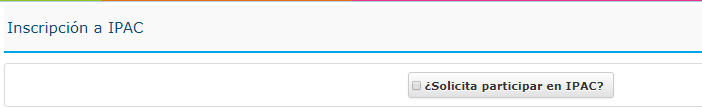 Inscripción a IPAC
¿Solicita participar en IPAC?